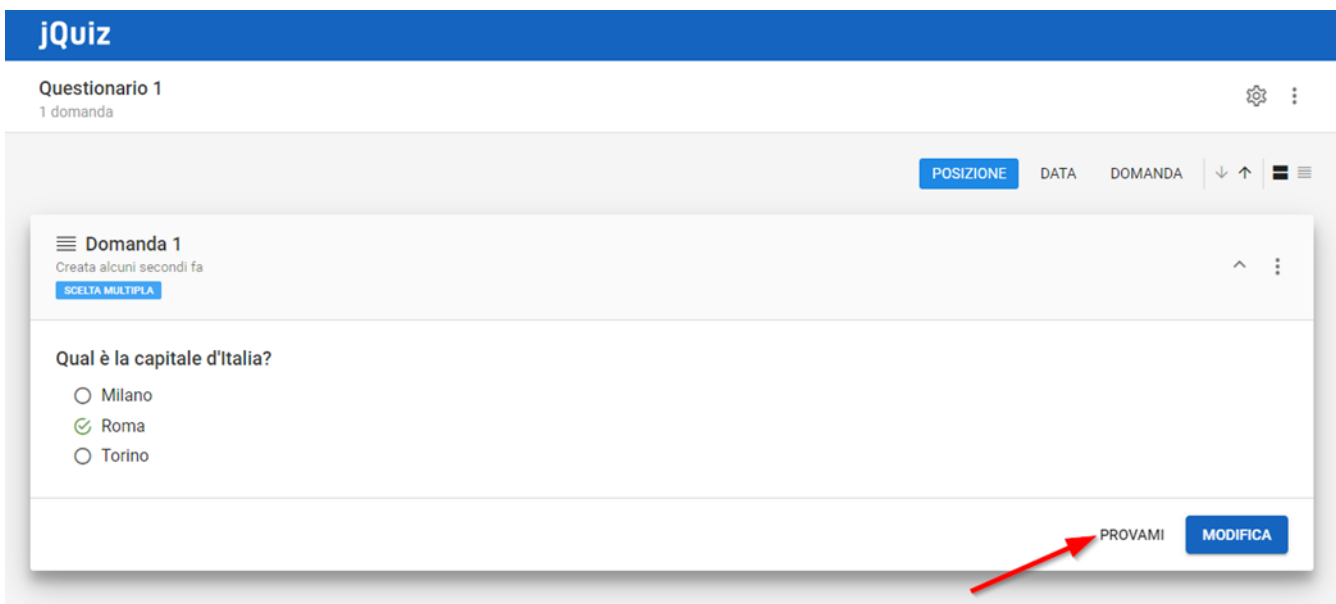 jQuiz
Questionario 1
1 domanda
POSIZIONE DATA DOMANDA
Domanda 1
Creata alcuni secondi fa
SCELTA MULTIPLA
Qual è la capitale d'Italia?
Milano
Roma
Torino
PROVAMI MODIFICA